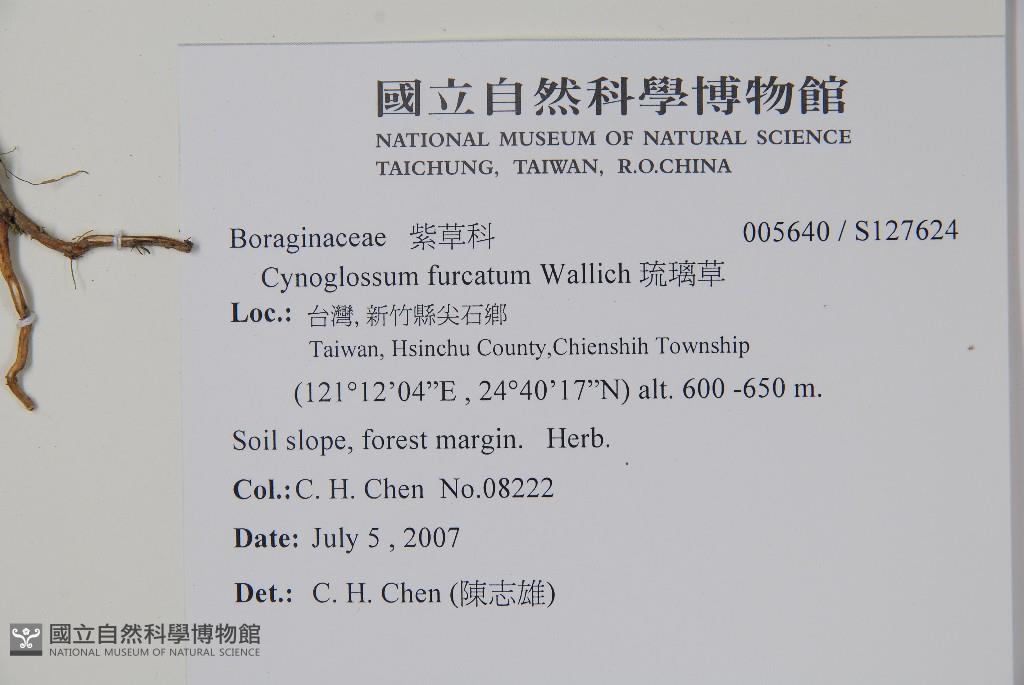 國立自然科學博物館
NATIONAL MUSEUM OF NATURAL SCIENCE
TAICHUNG, TAIWAN, R.O.CHINA
Boraginaceae 紫草科 005640 / S127624
Cynoglossum furcatum Wallich 琉璃草
Loc.: 台灣, 新竹縣尖石鄉
Taiwan, Hsinchu County,Chienshih Township
(121°12’04”E , 24°40’17”N) alt. 600 -650 m.
Soil slope, forest margin. Herb.
Col.: C. H. Chen No.08222
Date: July 5 , 2007
Det.: C. H. Chen (陳志雄)
國立自然科學博物館
NATIONAL MUSEUM OF NATURAL SCIENCE